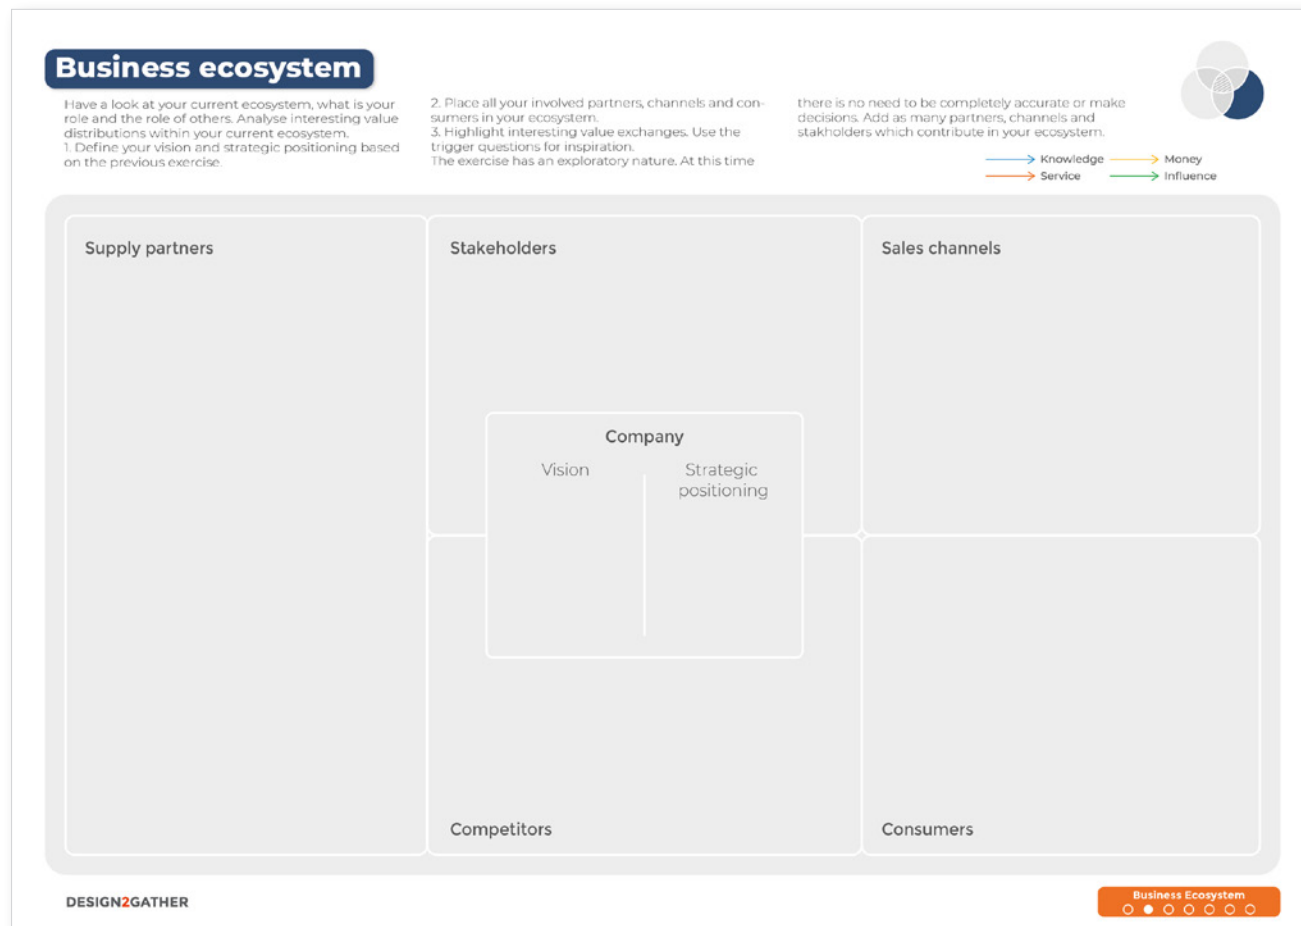 Business ecosystem
Have a look at your current ecosystem, what is your
role and the role of others. Analyse interesting value
distributions within your current ecosystem.
1. Define your vision and strategic positioning based
on the previous exercise.
2. Place all your involved partners, channels and con-
sumers in your ecosystem.
3. Highlight interesting value exchanges. Use the
trigger questions for inspiration.
The exercise has an exploratory nature. At this time
there is no need to be completely accurate or make
decisions. Add as many partners, channels and
stakholders which contribute in your ecosystem.
Knowledge
Money
Service
Influence
Supply partners
Stakeholders
Sales channels
Company
Vision
Strategic
positioning
Competitors
Consumers
DESIGN2GATHER
Business Ecosystem